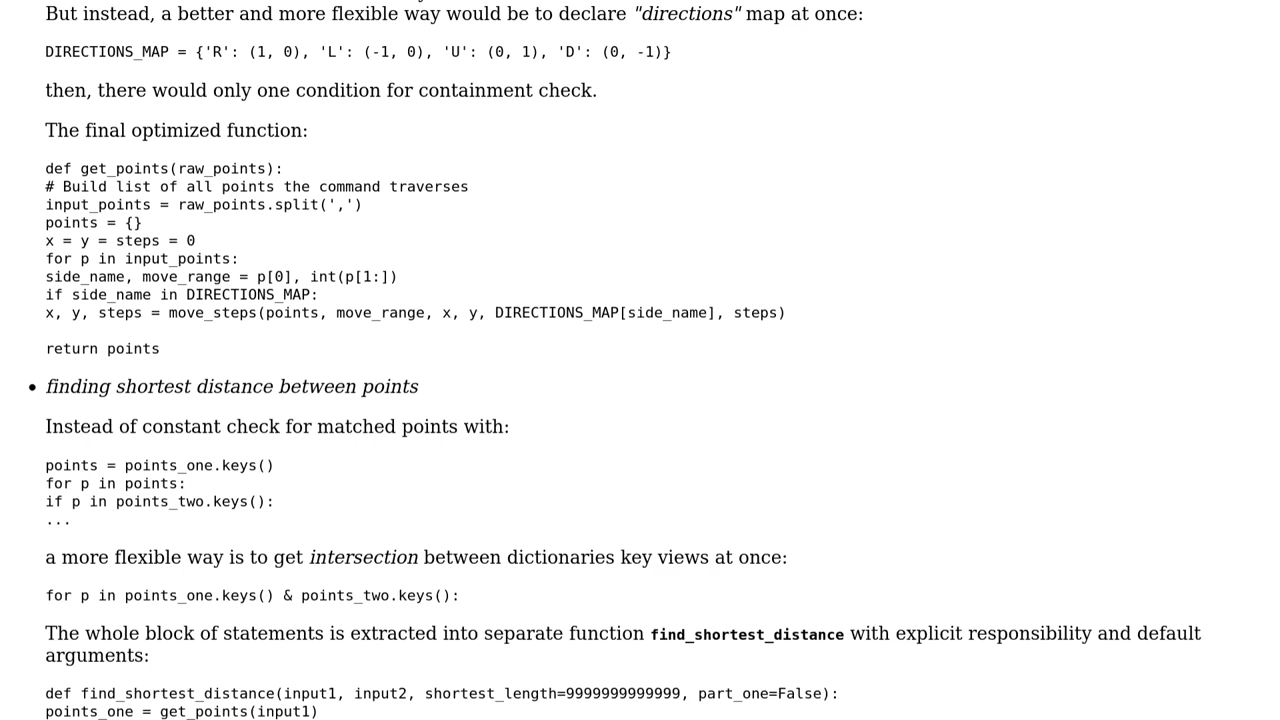 But instead, a better and more flexible way would be to declare "directions" map at once:
DIRECTIONS_MAP = {'R': (1, 0), 'L': (-1, 0), 'U': (0, 1), 'D': (0, -1)}
then, there would only one condition for containment check.
The final optimized function:
def get_points(raw_points):
# Build list of all points the command traverses
input_points = raw_points.split(',')
points = {}
x = y = steps = 0
for p in input_points:
side_name, move_range = p[0], int(p[1:])
if side_name in DIRECTIONS_MAP:
x, y, steps = move_steps(points, move_range, x, y, DIRECTIONS_MAP[side_name], steps)
return points
• finding shortest distance between points
Instead of constant check for matched points with:
points = points_one.keys()
for p in points:
if p in points_two.keys():
...
a more flexible way is to get intersection between dictionaries key views at once:
for p in points_one.keys() & points_two.keys():
The whole block of statements is extracted into separate function find_shortest_distance with explicit responsibility and default
arguments:
def find_shortest_distance(input1, input2, shortest_length=9999999999999, part_one=False):
points_one = get_points(input1)